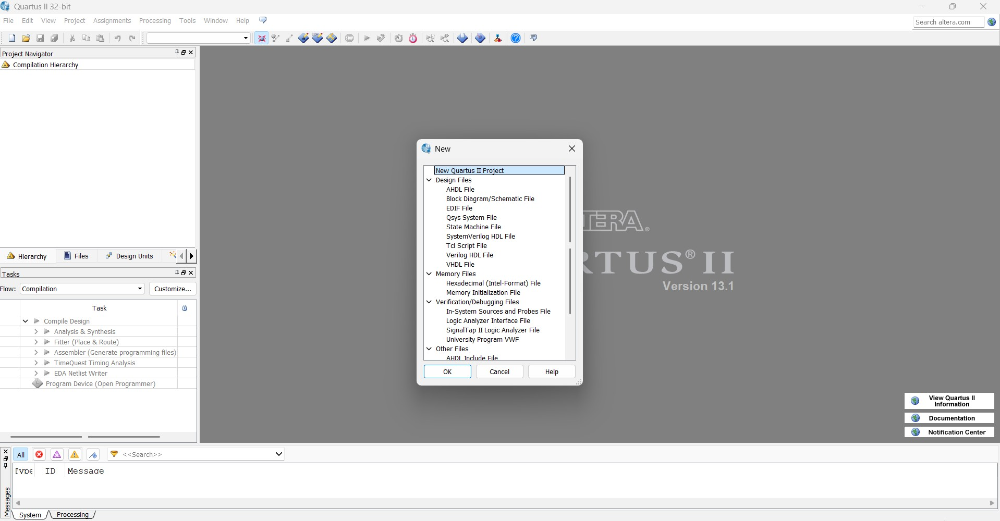 Quartus II 32-bit
File Edit View Project Assignments Processing Tools Window Help
Search altera.com
STOP
Project Navigator
Compilation Hierarchy
Hierarchy Files Design Units
Tasks
Flow: Compilation Customize...
Task
Compile Design
Analysis & Synthesis
Fitter (Place & Route)
Assembler (Generate programming files)
TimeQuest Timing Analysis
EDA Netlist Writer
Program Device (Open Programmer)
New
New Quartus II Project
Design Files
AHDL File
Block Diagram/Schematic File
EDIF File
Qsys System File
State Machine File
SystemVerilog HDL File
Tcl Script File
Verilog HDL File
VHDL File
Memory Files
Hexadecimal (Intel-Format) File
Memory Initialization File
Verification/Debugging Files
In-System Sources and Probes File
Logic Analyzer Interface File
SignalTap II Logic Analyzer File
University Program VWF
Other Files
AHDL Include File
OK Cancel Help
TERA®
RTUS® II
Version 13.1
View Quartus II
Information
Documentation
Notification Center
All <<Search>>
Type ID Message
Messages
System Processing